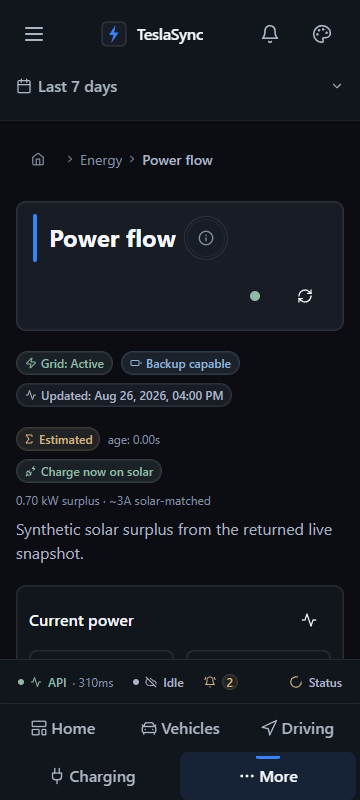 TeslaSync
Last 7 days
Energy > Power flow
Power flow
Grid: Active
Backup capable
Updated: Aug 26, 2026, 04:00 PM
Estimated age: 0.00s
Charge now on solar
0.70 kW surplus · ~3A solar-matched
Synthetic solar surplus from the returned live
snapshot.
Current power
API · 310ms
Idle
2
Status
Home
Vehicles
Driving
Charging
More